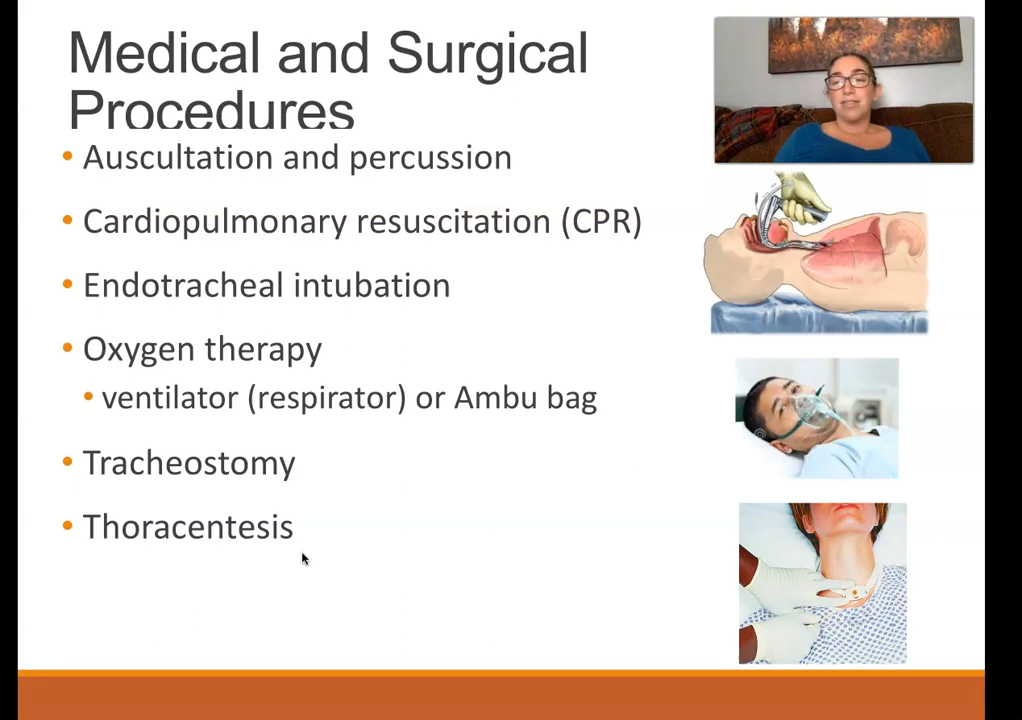 Medical and Surgical
Procedures
• Auscultation and percussion
• Cardiopulmonary resuscitation (CPR)
• Endotracheal intubation
• Oxygen therapy
• ventilator (respirator) or Ambu bag
• Tracheostomy
• Thoracentesis